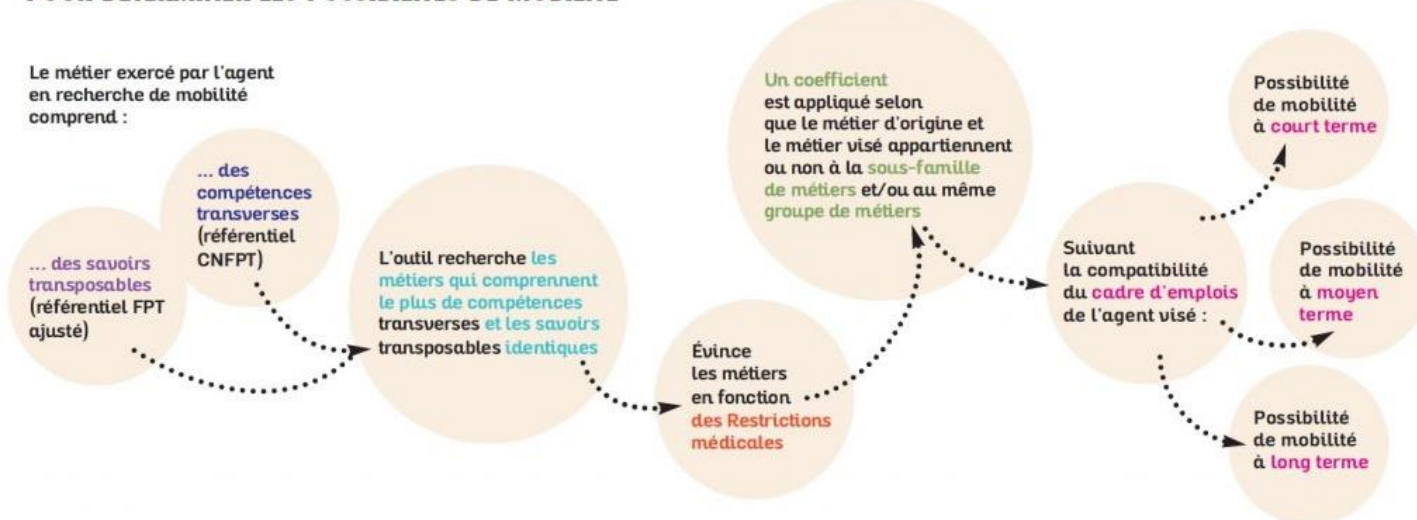 Le métier exercé par l'agent
en recherche de mobilité
comprend :
... des savoirs
transposables
(référentiel FPT
ajusté)
... des
compétences
transverses
(référentiel
CNFPT)
L'outil recherche les
métiers qui comprennent
le plus de compétences
transverses et les savoirs
transposables identiques
Évince
les métiers
en fonction
des Restrictions
médicales
Un coefficient
est appliqué selon
que le métier d'origine et
le métier visé appartiennent
ou non à la sous-famille
de métiers et/ou au même
groupe de métiers
Suivant
la compatibilité
du cadre d'emplois
de l'agent visé :
Possibilité
de mobilité
à court terme
Possibilité
de mobilité
à moyen
terme
Possibilité
de mobilité
à long terme